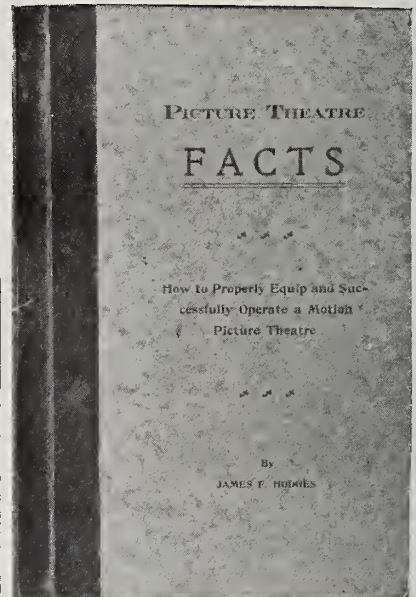 PICTURE THEATRE
FACTS
How to Properly Equip and Suc-
cessfully Operate a Motion
Picture Theatre
By
JAMES F. HODGES